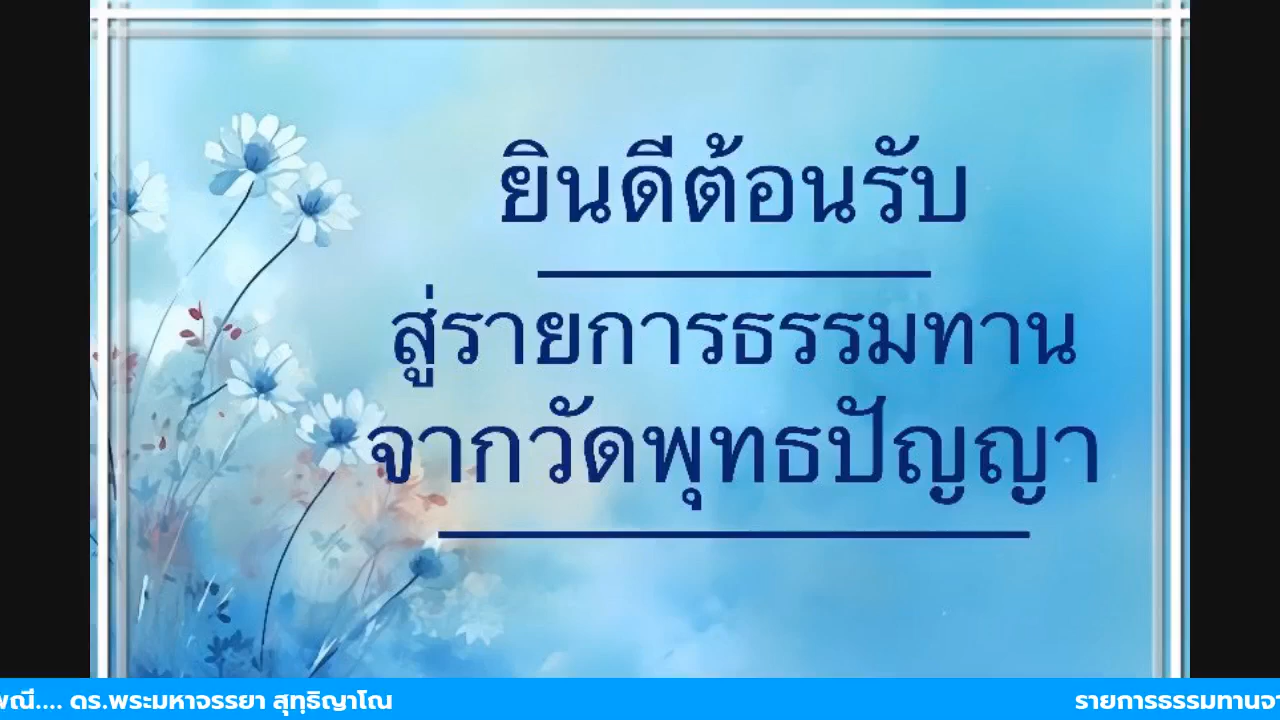 ยินดีต้อนรับ
สู่รายการธรรมทาน
จากวัดพุทธปัญญา
ดร.พระมหาจรรยา สุทฺธิญาโณ
รายการธรรมทานจา